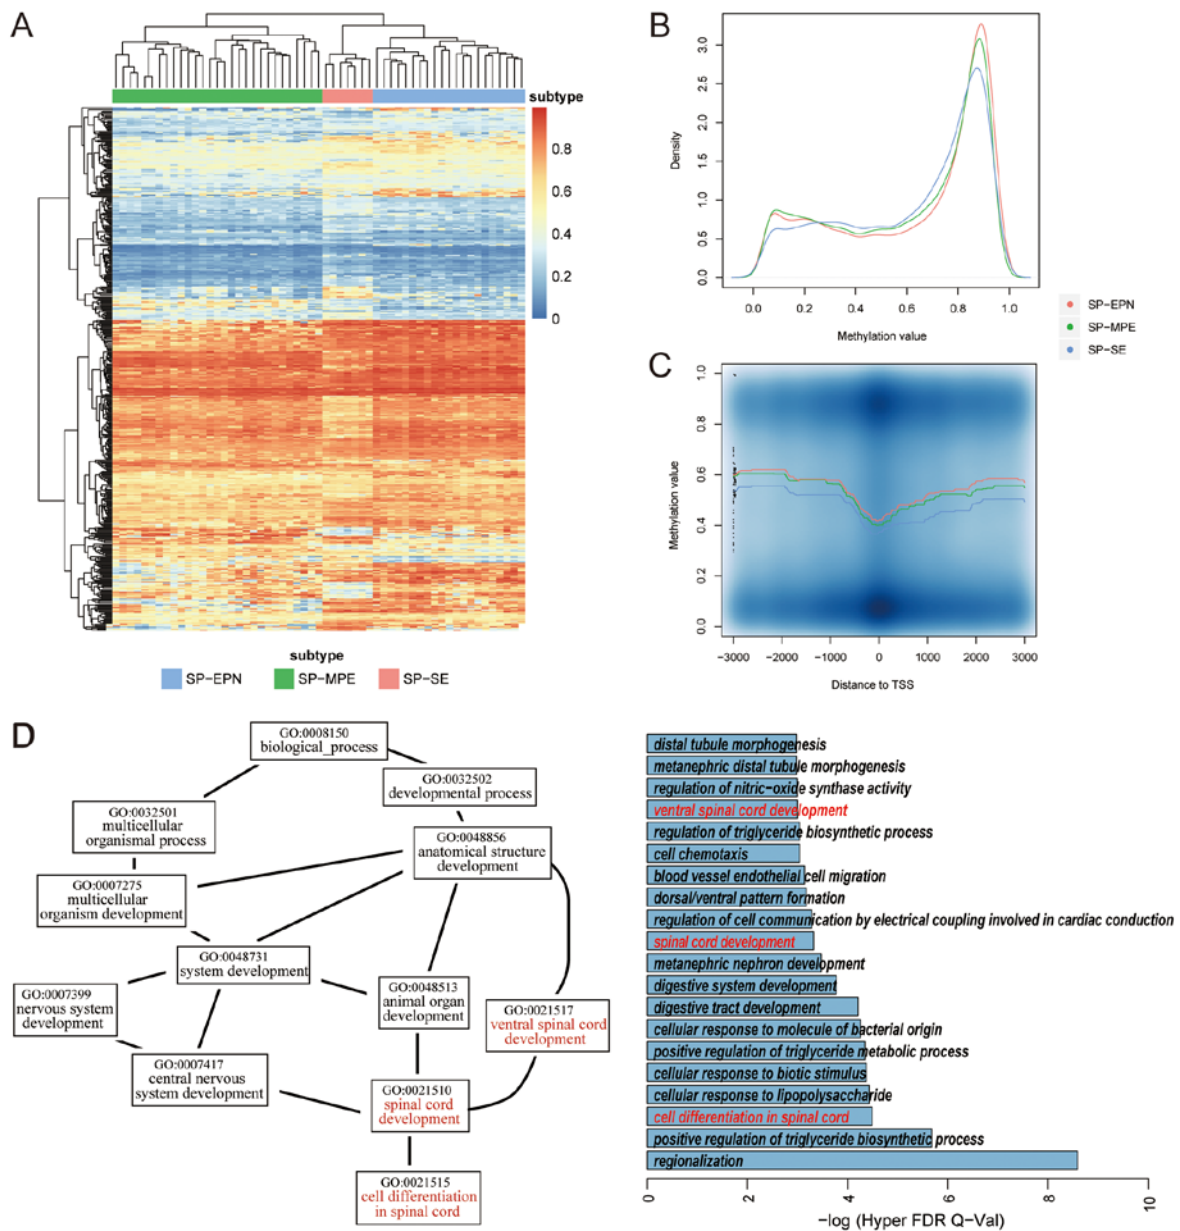 A
subtype
0.8
0.6
0.4
0.2
0
subtype
SP−EPN
SP−MPE
SP−SE
B
Density
3.0
2.5
2.0
1.5
1.0
0.5
0.0
0.0
0.2
0.4
0.6
0.8
1.0
Methylation value
SP−EPN
SP−MPE
SP−SE
C
Methylation value
1.0
0.8
0.6
0.4
0.2
0.0
−3000
−1000
0
1000
2000
3000
Distance to TSS
D
GO:0008150
biological_process
GO:0032502
developmental process
GO:0032501
multicellular
organismal process
GO:0048856
anatomical structure
development
GO:0007275
multicellular
organism development
GO:0048731
system development
GO:0007399
nervous system
development
GO:0048513
animal organ
development
GO:0021517
ventral spinal cord
development
GO:0007417
central nervous
system development
GO:0021510
spinal cord
development
GO:0021515
cell differentiation
in spinal cord
distal tubule morphogenesis
metanephric distal tubule morphogenesis
regulation of nitric−oxide synthase activity
ventral spinal cord development
regulation of triglyceride biosynthetic process
cell chemotaxis
blood vessel endothelial cell migration
dorsal/ventral pattern formation
regulation of cell communication by electrical coupling involved in cardiac conduction
spinal cord development
metanephric nephron development
digestive system development
digestive tract development
cellular response to molecule of bacterial origin
positive regulation of triglyceride metabolic process
cellular response to biotic stimulus
cellular response to lipopolysaccharide
cell differentiation in spinal cord
positive regulation of triglyceride biosynthetic process
regionalization
0
2
4
6
8
10
−log (Hyper FDR Q−Val)